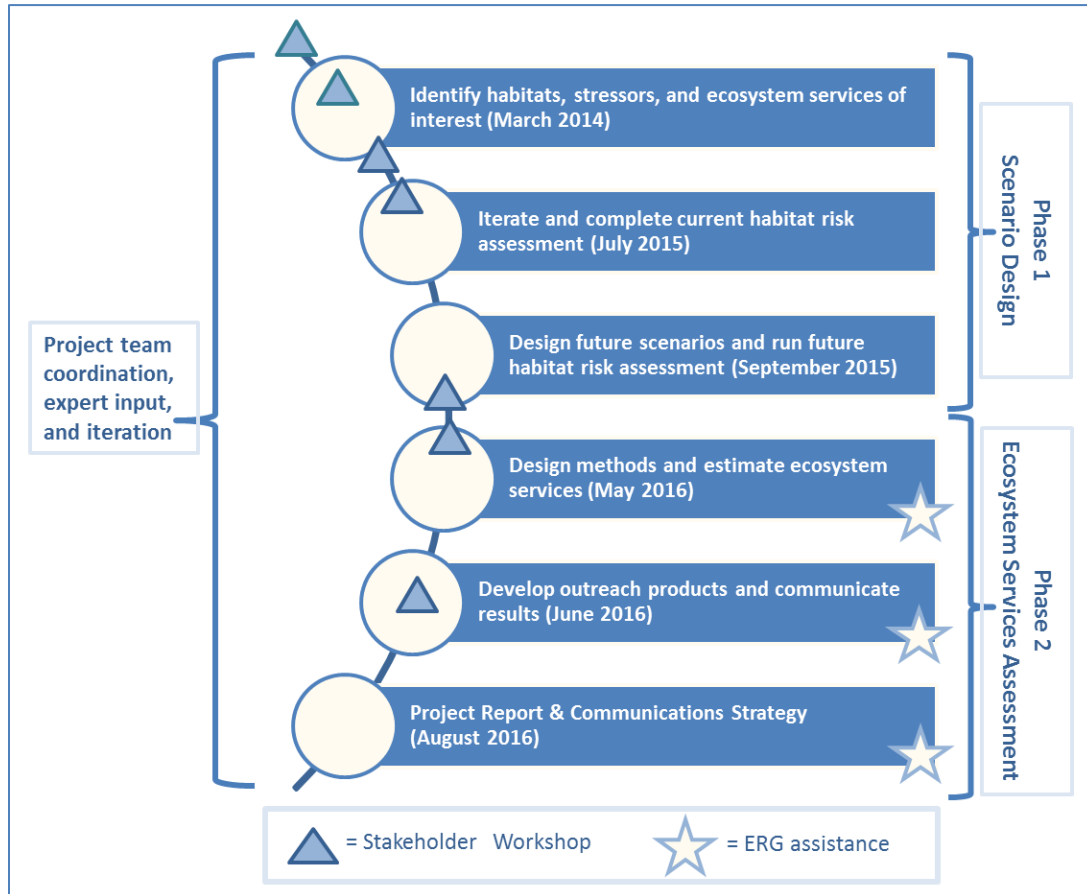 Identify habitats, stressors, and ecosystem services of
interest (March 2014)
Iterate and complete current habitat risk
assessment (July 2015)
Design future scenarios and run future
habitat risk assessment (September 2015)
Phase 1
Scenario Design
Project team
coordination,
expert input,
and iteration
Design methods and estimate ecosystem
services (May 2016)
Develop outreach products and communicate
results (June 2016)
Project Report & Communications Strategy
(August 2016)
Phase 2
Ecosystem Services Assessment
= Stakeholder Workshop
= ERG assistance